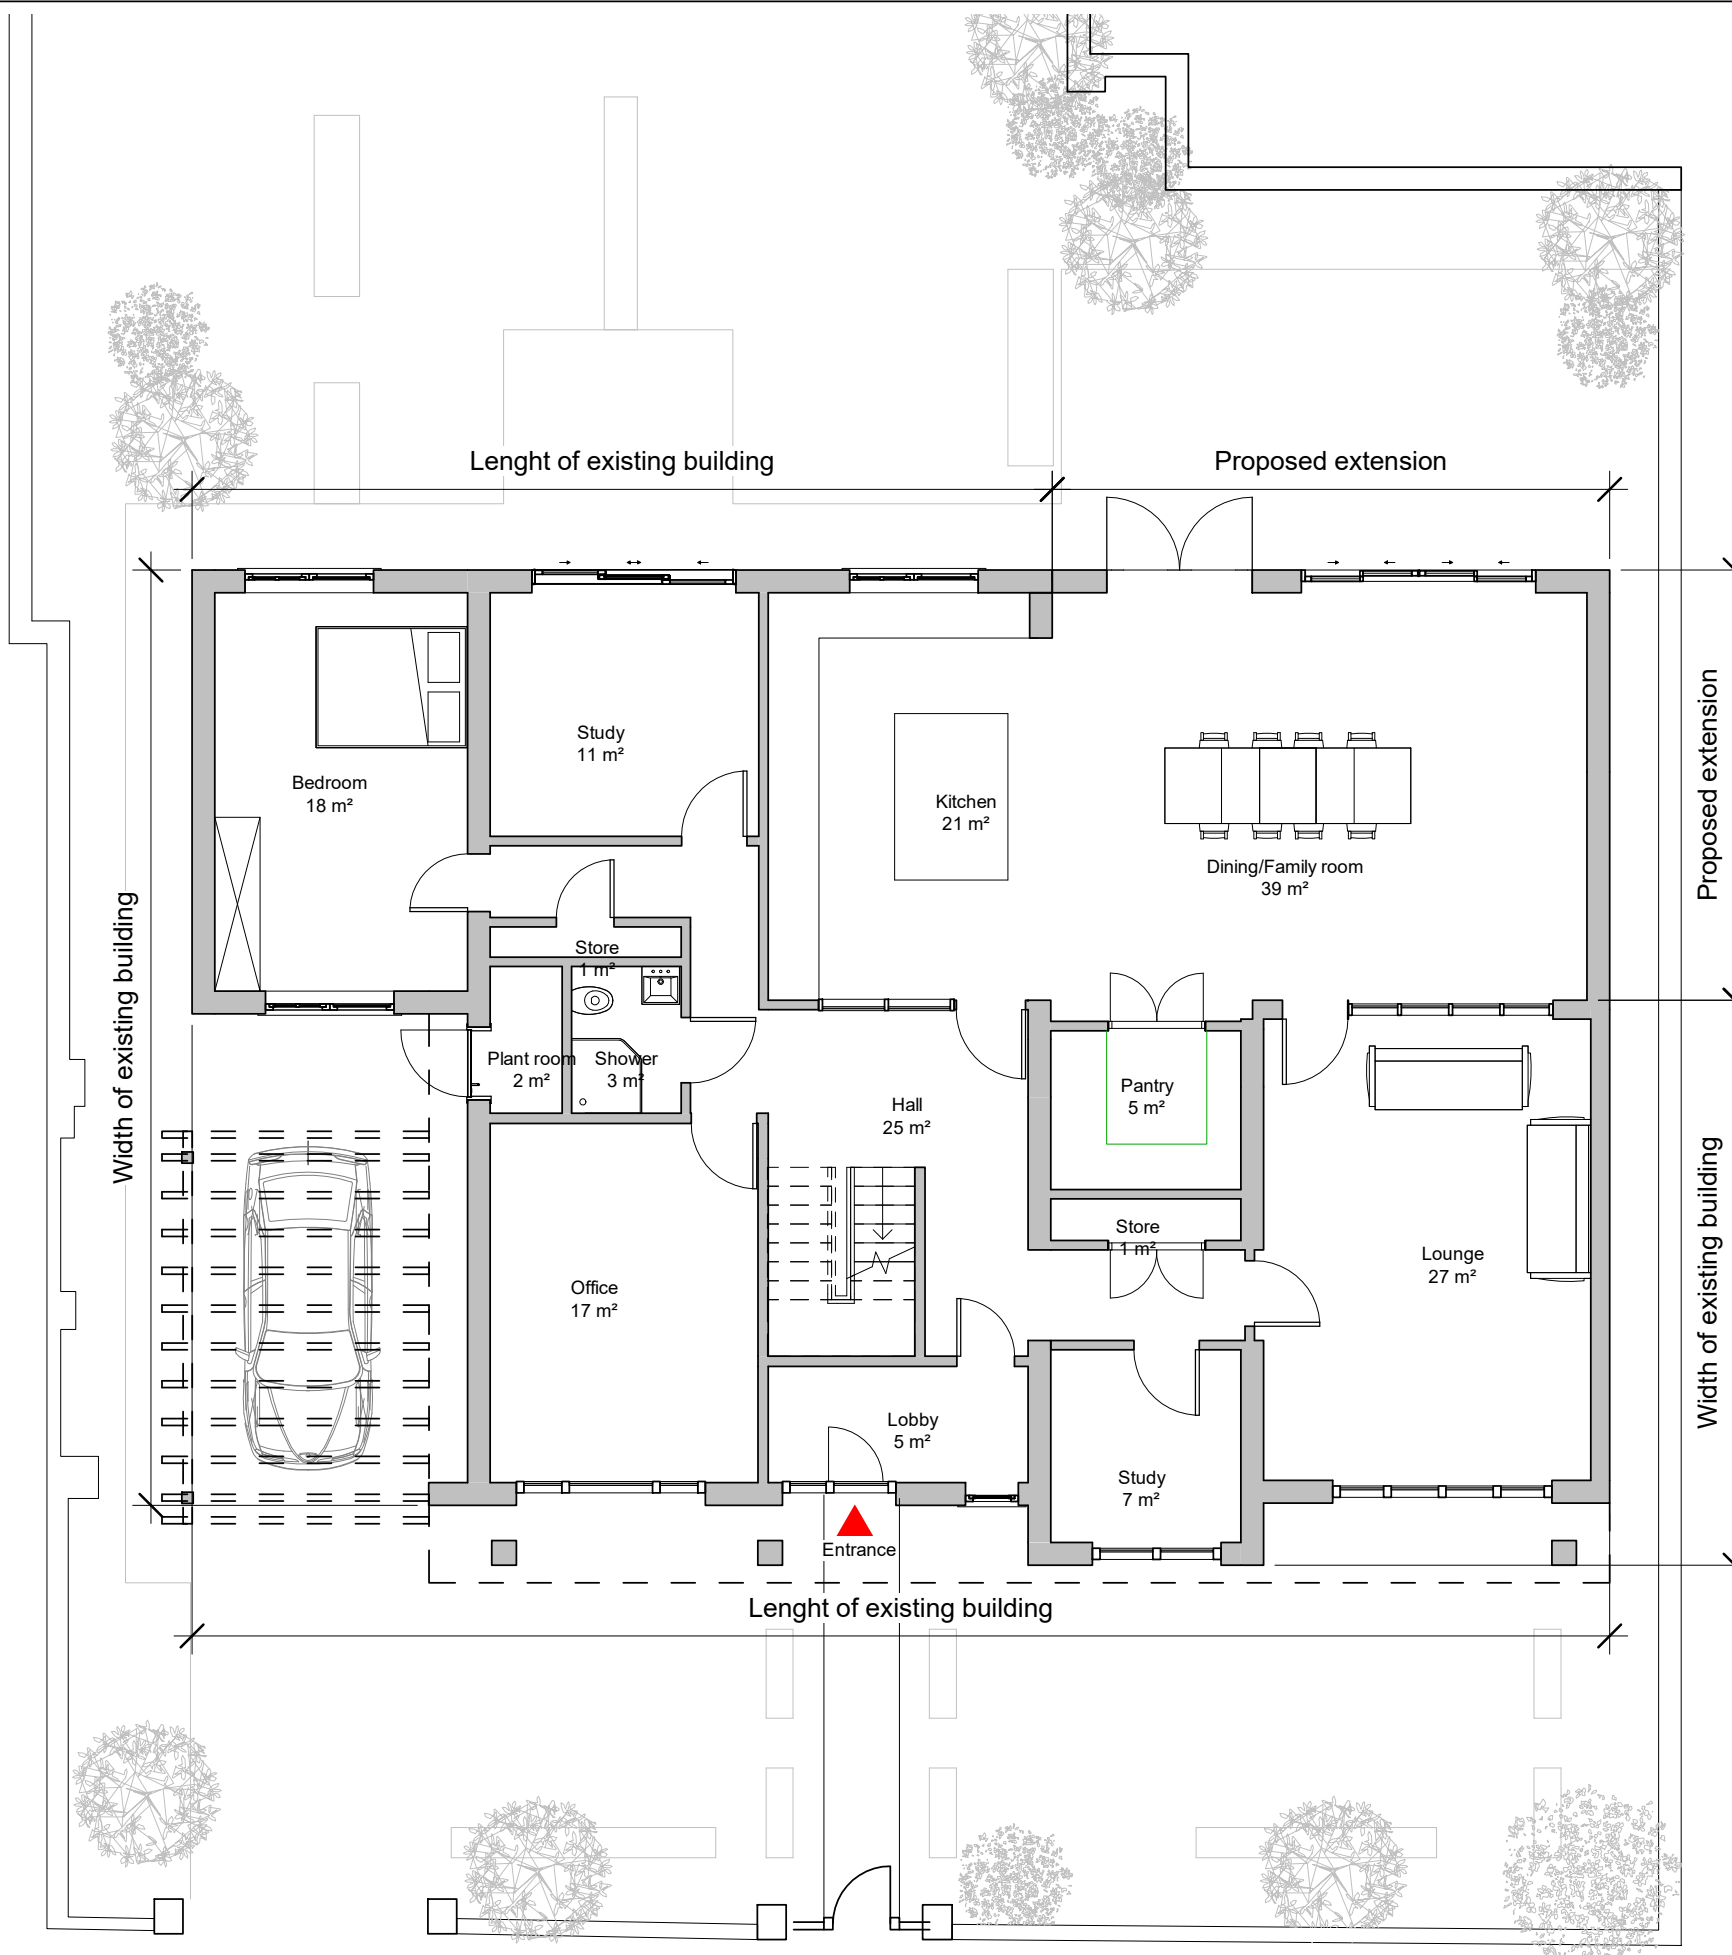 Lenght of existing building
Proposed extension
Study
11 m²
Bedroom
18 m²
Kitchen
21 m²
Dining/Family room
39 m²
Proposed extension
Width of existing building
Store
1 m²
Plant room
2 m²
Shower
3 m²
Hall
25 m²
Pantry
5 m²
Store
1 m²
Lounge
27 m²
Width of existing building
Office
17 m²
Lobby
5 m²
Study
7 m²
Entrance
Lenght of existing building